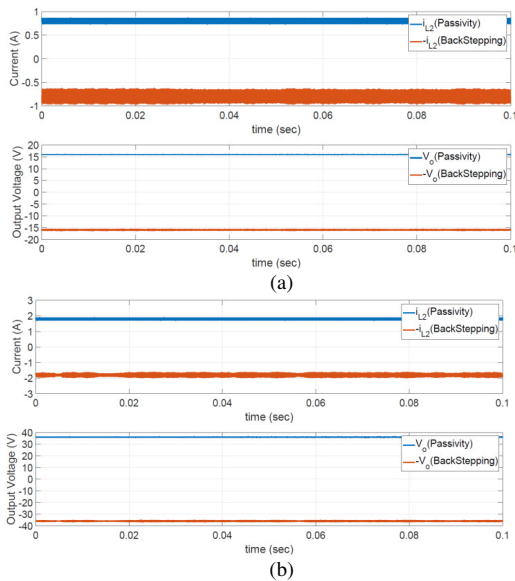 1
0.5
0
-0.5
-1
Current (A)
i_L2(Passivity)
-i_L2(BackStepping)
0 0.02 0.04 0.06 0.08 0.1
time (sec)
20
15
10
5
0
-5
-10
-15
-20
Output Voltage (V)
V_o(Passivity)
-V_o(BackStepping)
0 0.02 0.04 0.06 0.08 0.1
time (sec)
(a)
3
2
1
0
-1
-2
-3
Current (A)
i_L2(Passivity)
-i_L2(BackStepping)
0 0.02 0.04 0.06 0.08 0.1
time (sec)
40
30
20
10
0
-10
-20
-30
-40
Output Voltage (V)
V_o(Passivity)
-V_o(BackStepping)
0 0.02 0.04 0.06 0.08 0.1
time (sec)
(b)